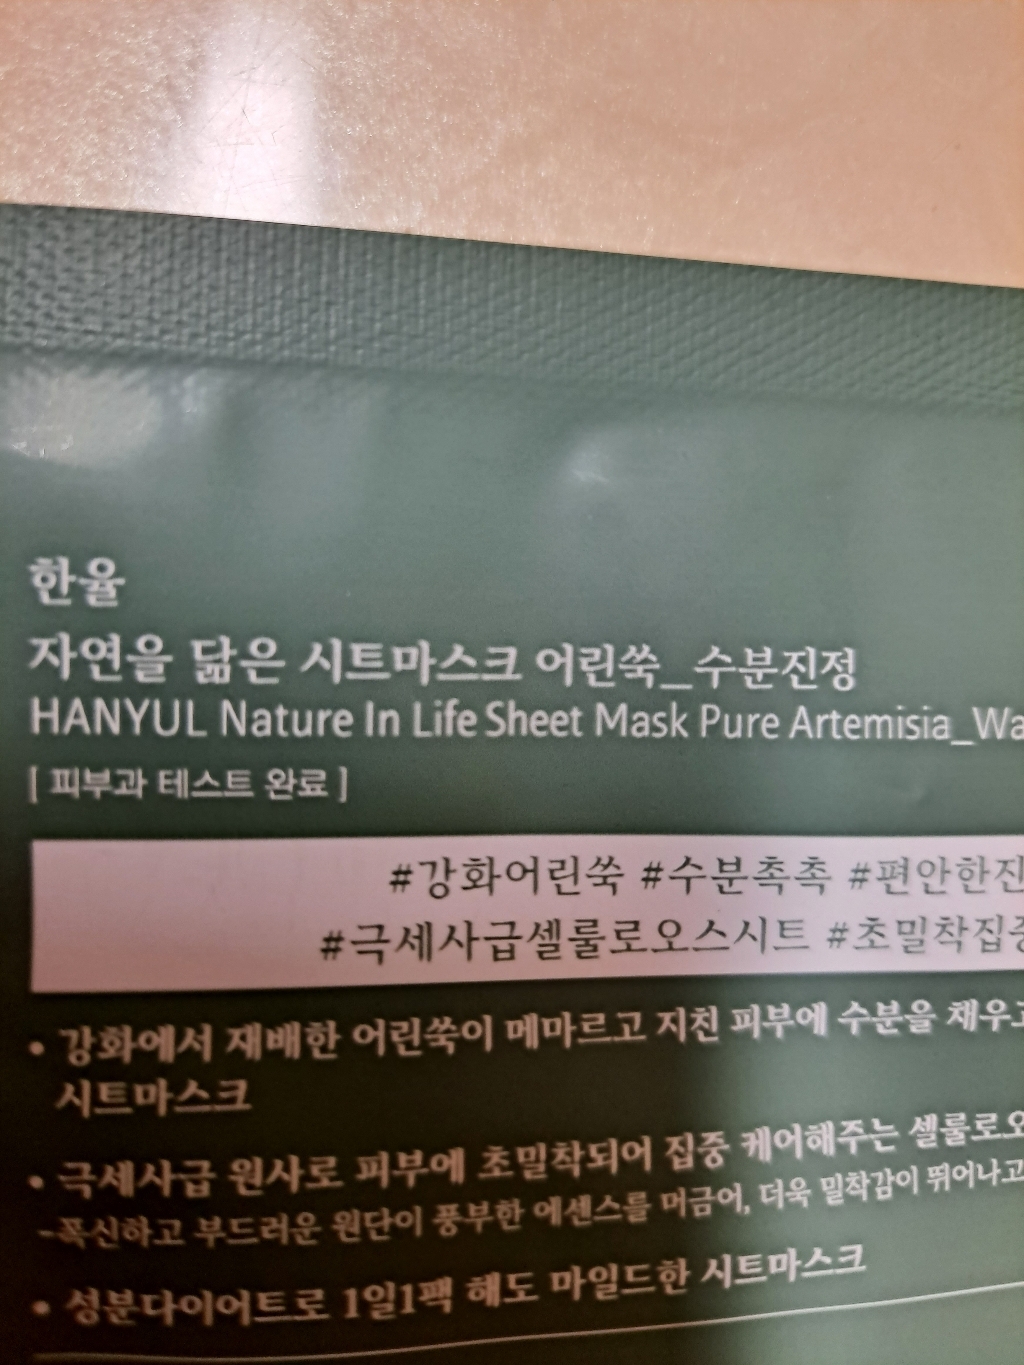 한율
자연을 닮은 시트마스크 어린쑥_수분진정
HANYUL Nature In Life Sheet Mask Pure Artemisia_Wa
[ 피부과 테스트 완료 ]
#강화어린쑥 #수분촉촉 #편안한진
#극세사급셀룰로오스시트 #초밀착집중
• 강화에서 재배한 어린쑥이 메마르고 지친 피부에 수분을 채우고
시트마스크
• 극세사급 원사로 피부에 초밀착되어 집중 케어해주는 셀룰로오
-폭신하고 부드러운 원단이 풍부한 에센스를 머금어, 더욱 밀착감이 뛰어나고
• 성분다이어트로 1일1팩 해도 마일드한 시트마스크